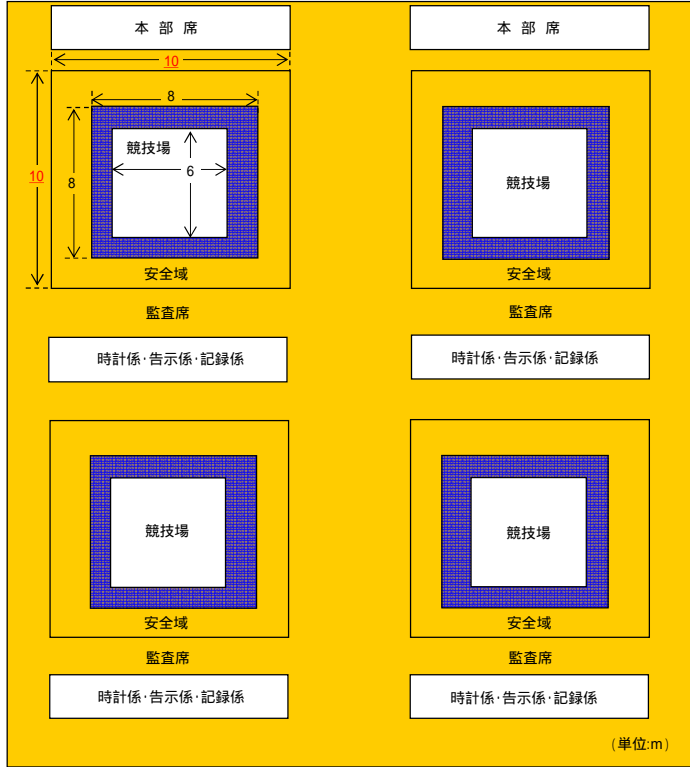 本 部 席
本 部 席
10
8
競技場
10
8
6
競技場
安全域
安全域
監査席
監査席
時計係・告示係・記録係
時計係・告示係・記録係
競技場
競技場
安全域
安全域
監査席
監査席
時計係・告示係・記録係
時計係・告示係・記録係
(単位:m)